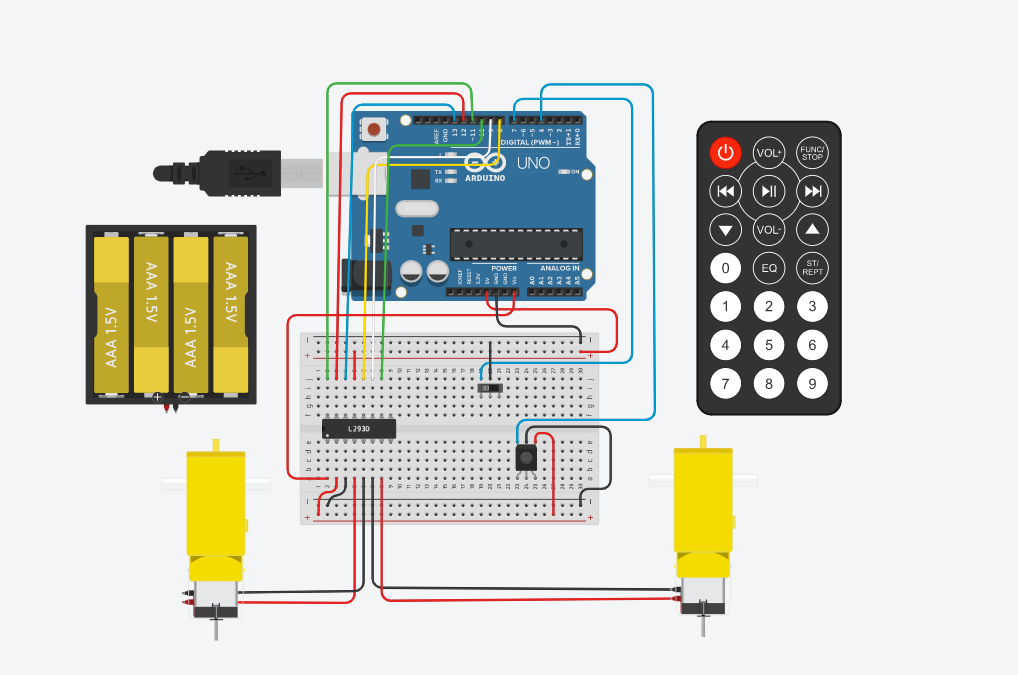 AREF
GND
13
12
~11
7
~6
~5
4
~3
2
TX→1
RX←0
DIGITAL (PWM ~)
L
TX
RX
UNO
ARDUINO
ON
IOREF
RESET
3.3V
5V
GND
GND
Vin
POWER
ANALOG IN
A0
A1
A2
A3
A4
A5
AAA 1.5V
AAA 1.5V
AAA 1.5V
AAA 1.5V
L293D
VOL+
FUNC/
STOP
VOL-
0
EQ
ST/
REPT
1
2
3
4
5
6
7
8
9